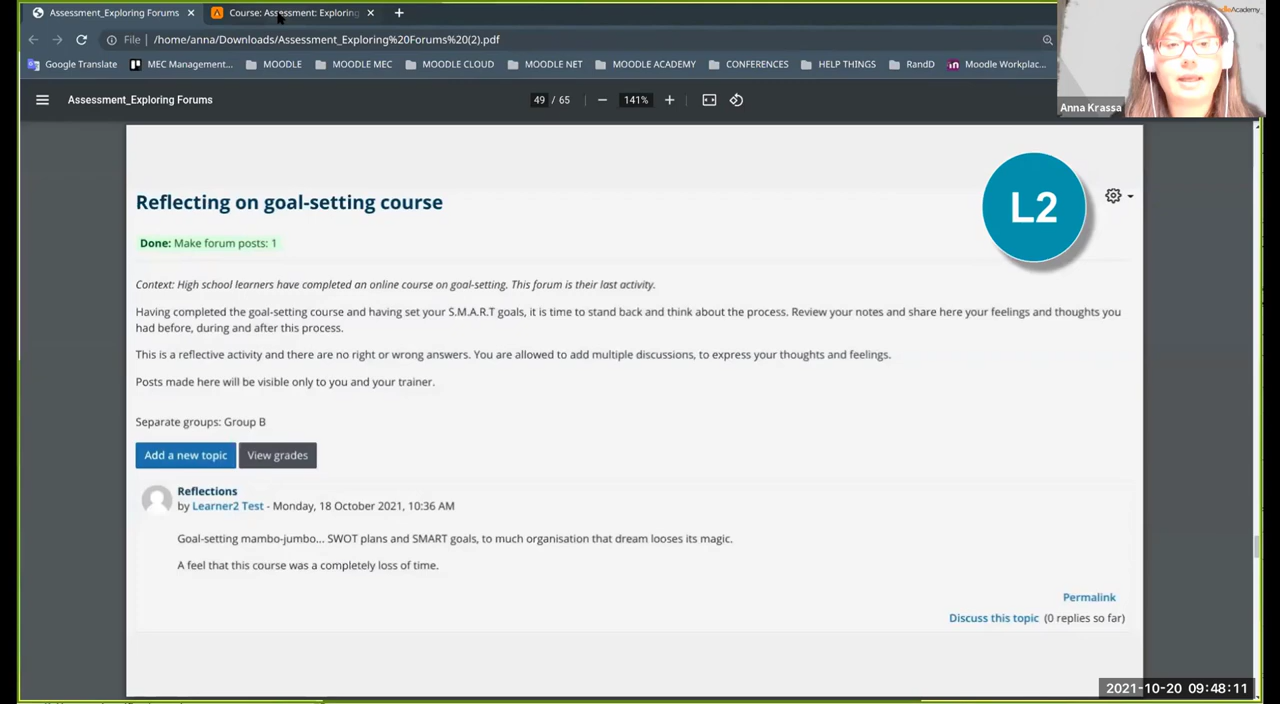 Assessment_Exploring Forums
Course: Assessment: Exploring
File
/home/anna/Downloads/Assessment_Exploring%20Forums%20(2).pdf
Google Translate
MEC Management...
MOODLE
MOODLE MEC
MOODLE CLOUD
MOODLE NET
MOODLE ACADEMY
CONFERENCES
HELP THINGS
RandD
Moodle Workplac...
Anna Krassa
Assessment_Exploring Forums
49 / 65
141%
Reflecting on goal-setting course
L2
Done: Make forum posts: 1
Context: High school learners have completed an online course on goal-setting. This forum is their last activity.
Having completed the goal-setting course and having set your S.M.A.R.T goals, it is time to stand back and think about the process. Review your notes and share here your feelings and thoughts you
had before, during and after this process.
This is a reflective activity and there are no right or wrong answers. You are allowed to add multiple discussions, to express your thoughts and feelings.
Posts made here will be visible only to you and your trainer.
Separate groups: Group B
Add a new topic
View grades
Reflections
by Learner2 Test - Monday, 18 October 2021, 10:36 AM
Goal-setting mambo-jumbo... SWOT plans and SMART goals, to much organisation that dream looses its magic.
A feel that this course was a completely loss of time.
Permalink
Discuss this topic (0 replies so far)
2021-10-20 09:48:11